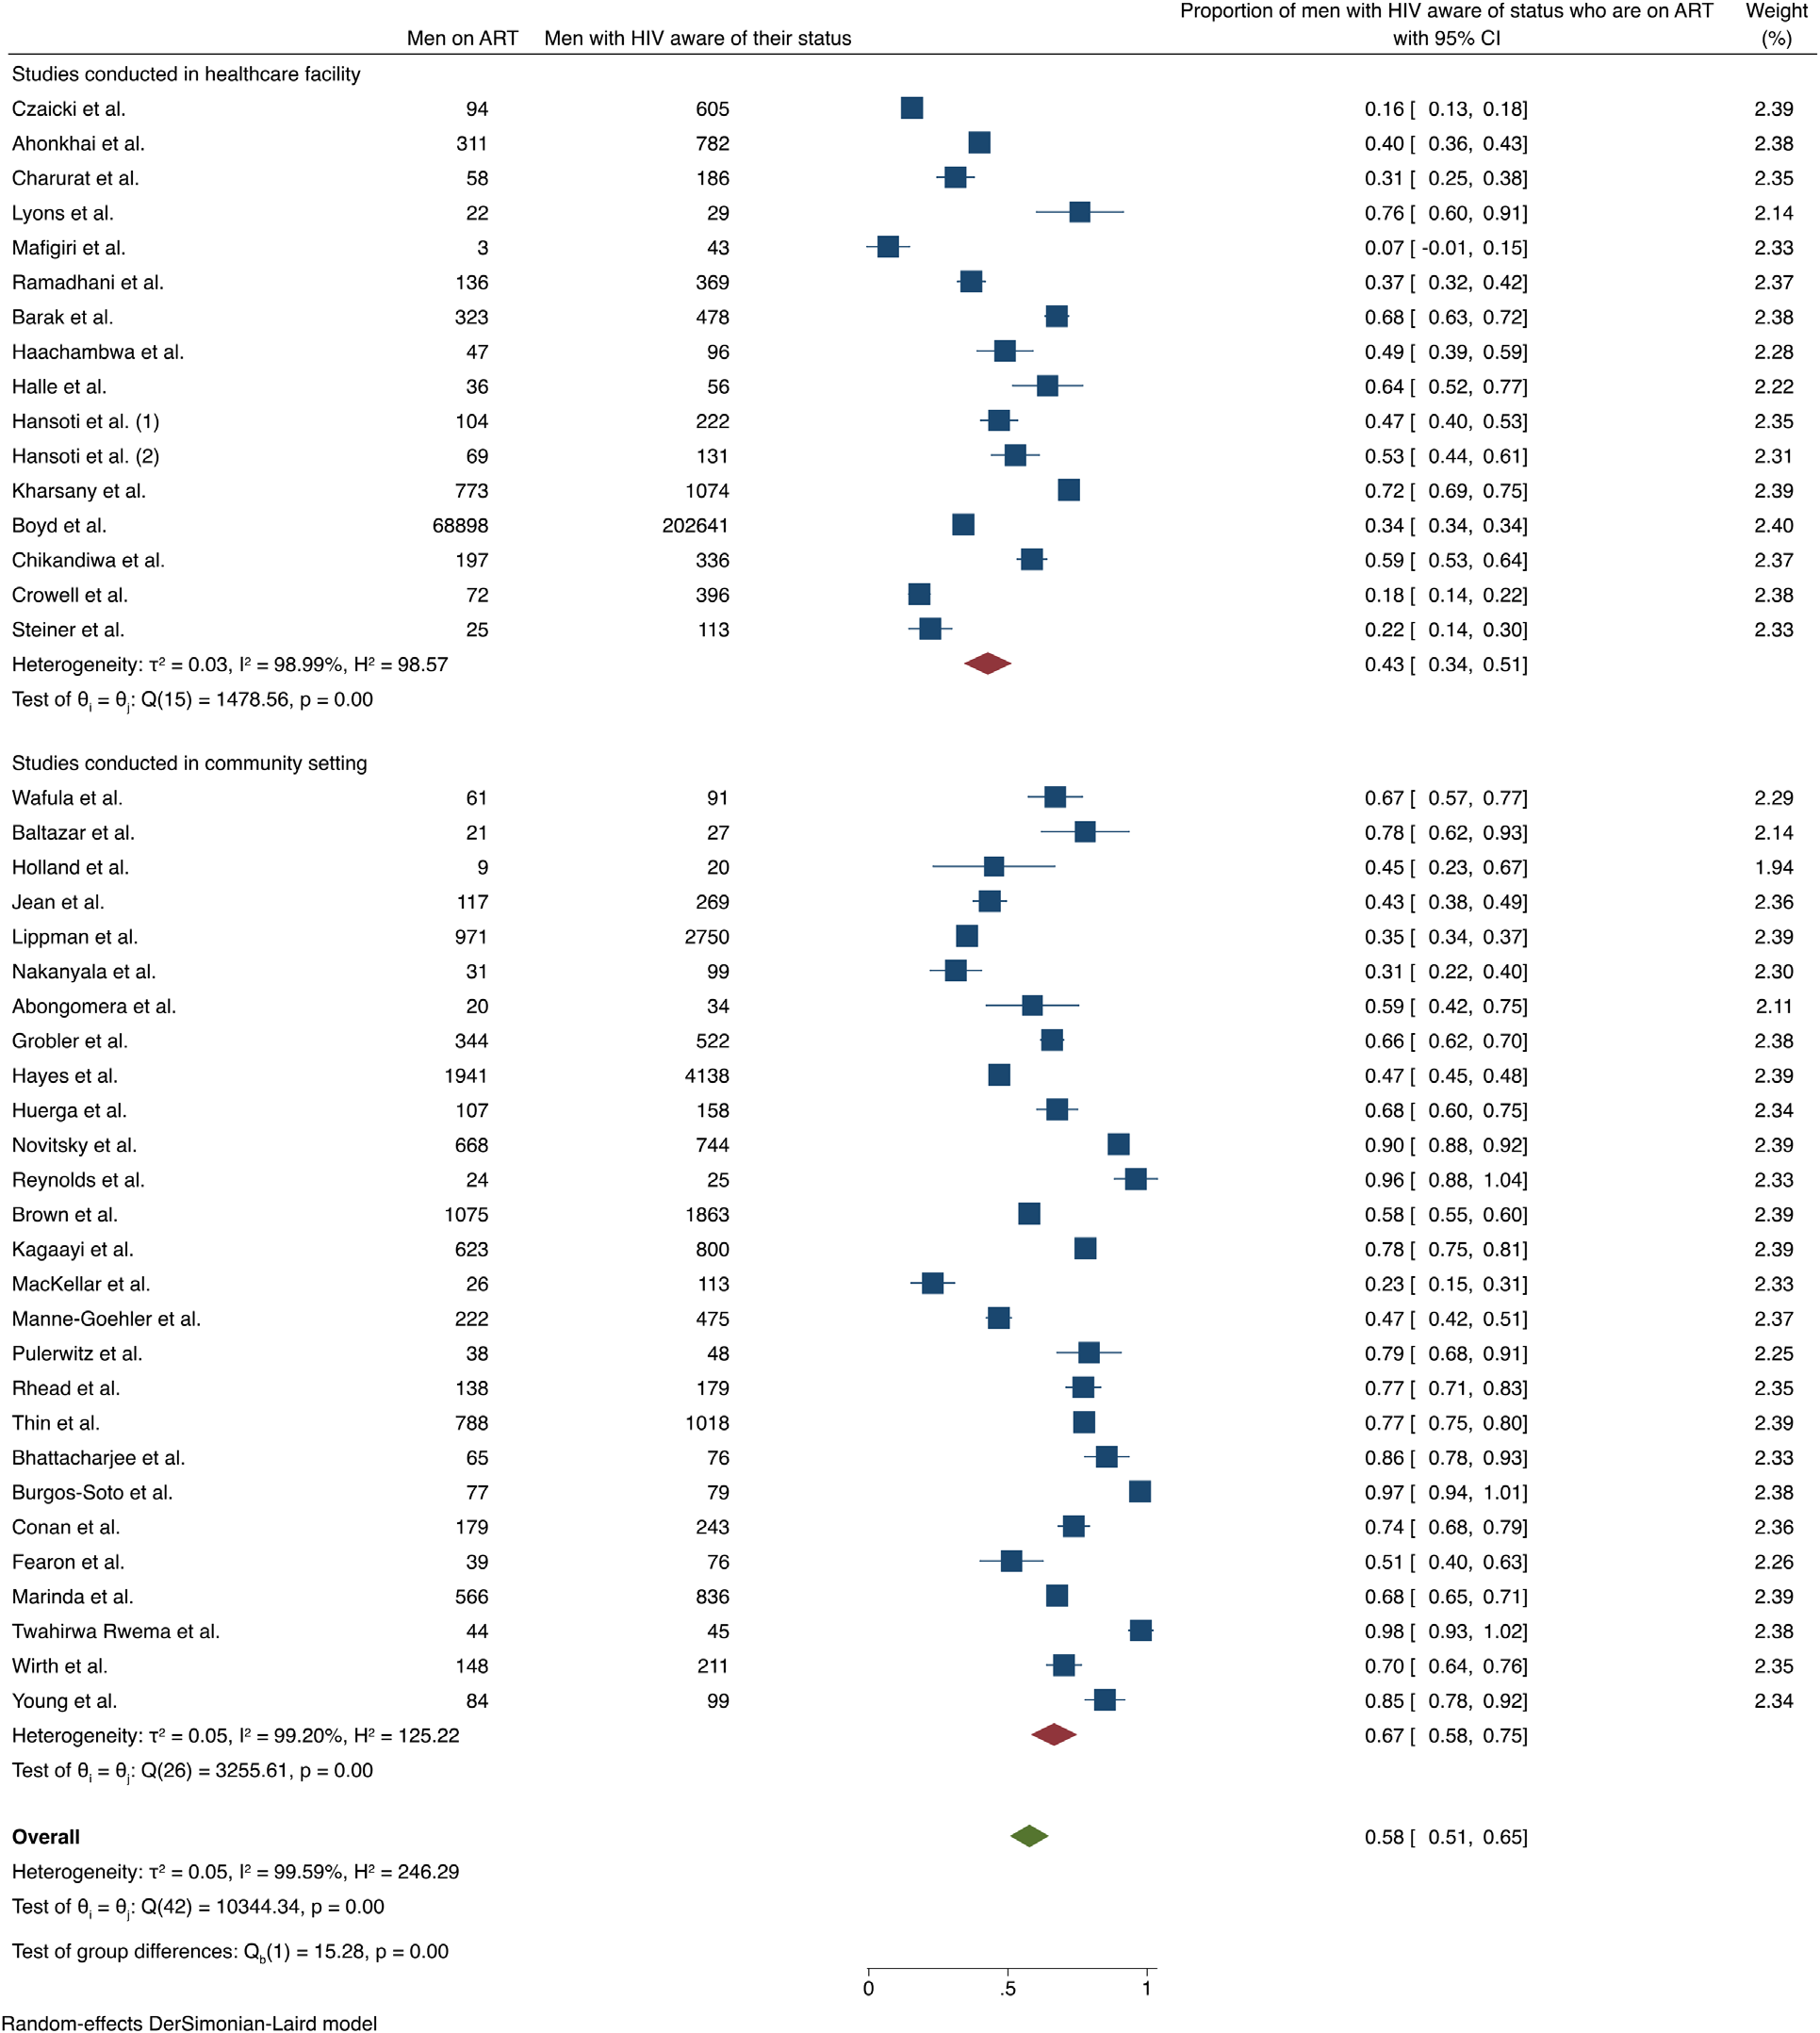 Proportion of men with HIV aware of status who are on ART Weight
Men on ART Men with HIV aware of their status with 95% CI (%)
Studies conducted in healthcare facility
Czaicki et al. 94 605 0.16 [ 0.13, 0.18] 2.39
Ahonkhai et al. 311 782 0.40 [ 0.36, 0.43] 2.38
Charurat et al. 58 186 0.31 [ 0.25, 0.38] 2.35
Lyons et al. 22 29 0.76 [ 0.60, 0.91] 2.14
Mafigiri et al. 3 43 0.07 [ -0.01, 0.15] 2.33
Ramadhani et al. 136 369 0.37 [ 0.32, 0.42] 2.37
Barak et al. 323 478 0.68 [ 0.63, 0.72] 2.38
Haachambwa et al. 47 96 0.49 [ 0.39, 0.59] 2.28
Halle et al. 36 56 0.64 [ 0.52, 0.77] 2.22
Hansoti et al. (1) 104 222 0.47 [ 0.40, 0.53] 2.35
Hansoti et al. (2) 69 131 0.53 [ 0.44, 0.61] 2.31
Kharsany et al. 773 1074 0.72 [ 0.69, 0.75] 2.39
Boyd et al. 68898 202641 0.34 [ 0.34, 0.34] 2.40
Chikandiwa et al. 197 336 0.59 [ 0.53, 0.64] 2.37
Crowell et al. 72 396 0.18 [ 0.14, 0.22] 2.38
Steiner et al. 25 113 0.22 [ 0.14, 0.30] 2.33
Heterogeneity: τ² = 0.03, I² = 98.99%, H² = 98.57 0.43 [ 0.34, 0.51]
Test of θi = θj: Q(15) = 1478.56, p = 0.00
Studies conducted in community setting
Wafula et al. 61 91 0.67 [ 0.57, 0.77] 2.29
Baltazar et al. 21 27 0.78 [ 0.62, 0.93] 2.14
Holland et al. 9 20 0.45 [ 0.23, 0.67] 1.94
Jean et al. 117 269 0.43 [ 0.38, 0.49] 2.36
Lippman et al. 971 2750 0.35 [ 0.34, 0.37] 2.39
Nakanyala et al. 31 99 0.31 [ 0.22, 0.40] 2.30
Abongomera et al. 20 34 0.59 [ 0.42, 0.75] 2.11
Grobler et al. 344 522 0.66 [ 0.62, 0.70] 2.38
Hayes et al. 1941 4138 0.47 [ 0.45, 0.48] 2.39
Huerga et al. 107 158 0.68 [ 0.60, 0.75] 2.34
Novitsky et al. 668 744 0.90 [ 0.88, 0.92] 2.39
Reynolds et al. 24 25 0.96 [ 0.88, 1.04] 2.33
Brown et al. 1075 1863 0.58 [ 0.55, 0.60] 2.39
Kagaayi et al. 623 800 0.78 [ 0.75, 0.81] 2.39
MacKellar et al. 26 113 0.23 [ 0.15, 0.31] 2.33
Manne-Goehler et al. 222 475 0.47 [ 0.42, 0.51] 2.37
Pulerwitz et al. 38 48 0.79 [ 0.68, 0.91] 2.25
Rhead et al. 138 179 0.77 [ 0.71, 0.83] 2.35
Thin et al. 788 1018 0.77 [ 0.75, 0.80] 2.39
Bhattacharjee et al. 65 76 0.86 [ 0.78, 0.93] 2.33
Burgos-Soto et al. 77 79 0.97 [ 0.94, 1.01] 2.38
Conan et al. 179 243 0.74 [ 0.68, 0.79] 2.36
Fearon et al. 39 76 0.51 [ 0.40, 0.63] 2.26
Marinda et al. 566 836 0.68 [ 0.65, 0.71] 2.39
Twahirwa Rwema et al. 44 45 0.98 [ 0.93, 1.02] 2.38
Wirth et al. 148 211 0.70 [ 0.64, 0.76] 2.35
Young et al. 84 99 0.85 [ 0.78, 0.92] 2.34
Heterogeneity: τ² = 0.05, I² = 99.20%, H² = 125.22 0.67 [ 0.58, 0.75]
Test of θi = θj: Q(26) = 3255.61, p = 0.00
Overall 0.58 [ 0.51, 0.65]
Heterogeneity: τ² = 0.05, I² = 99.59%, H² = 246.29
Test of θi = θj: Q(42) = 10344.34, p = 0.00
Test of group differences: Qb(1) = 15.28, p = 0.00
0 .5 1
Random-effects DerSimonian-Laird model